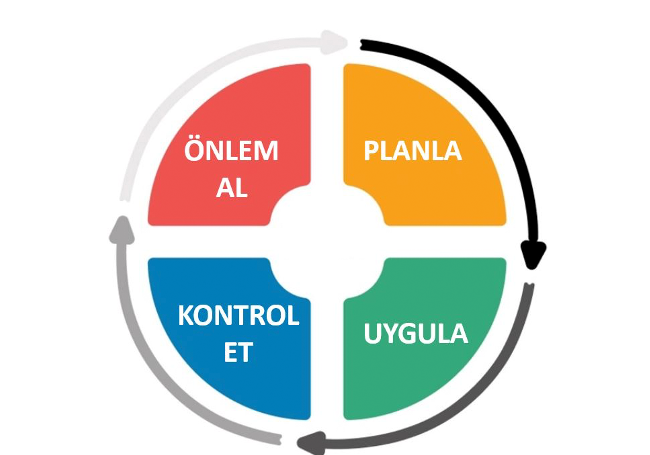 ÖNLEM
AL
PLANLA
KONTROL
ET
UYGULA